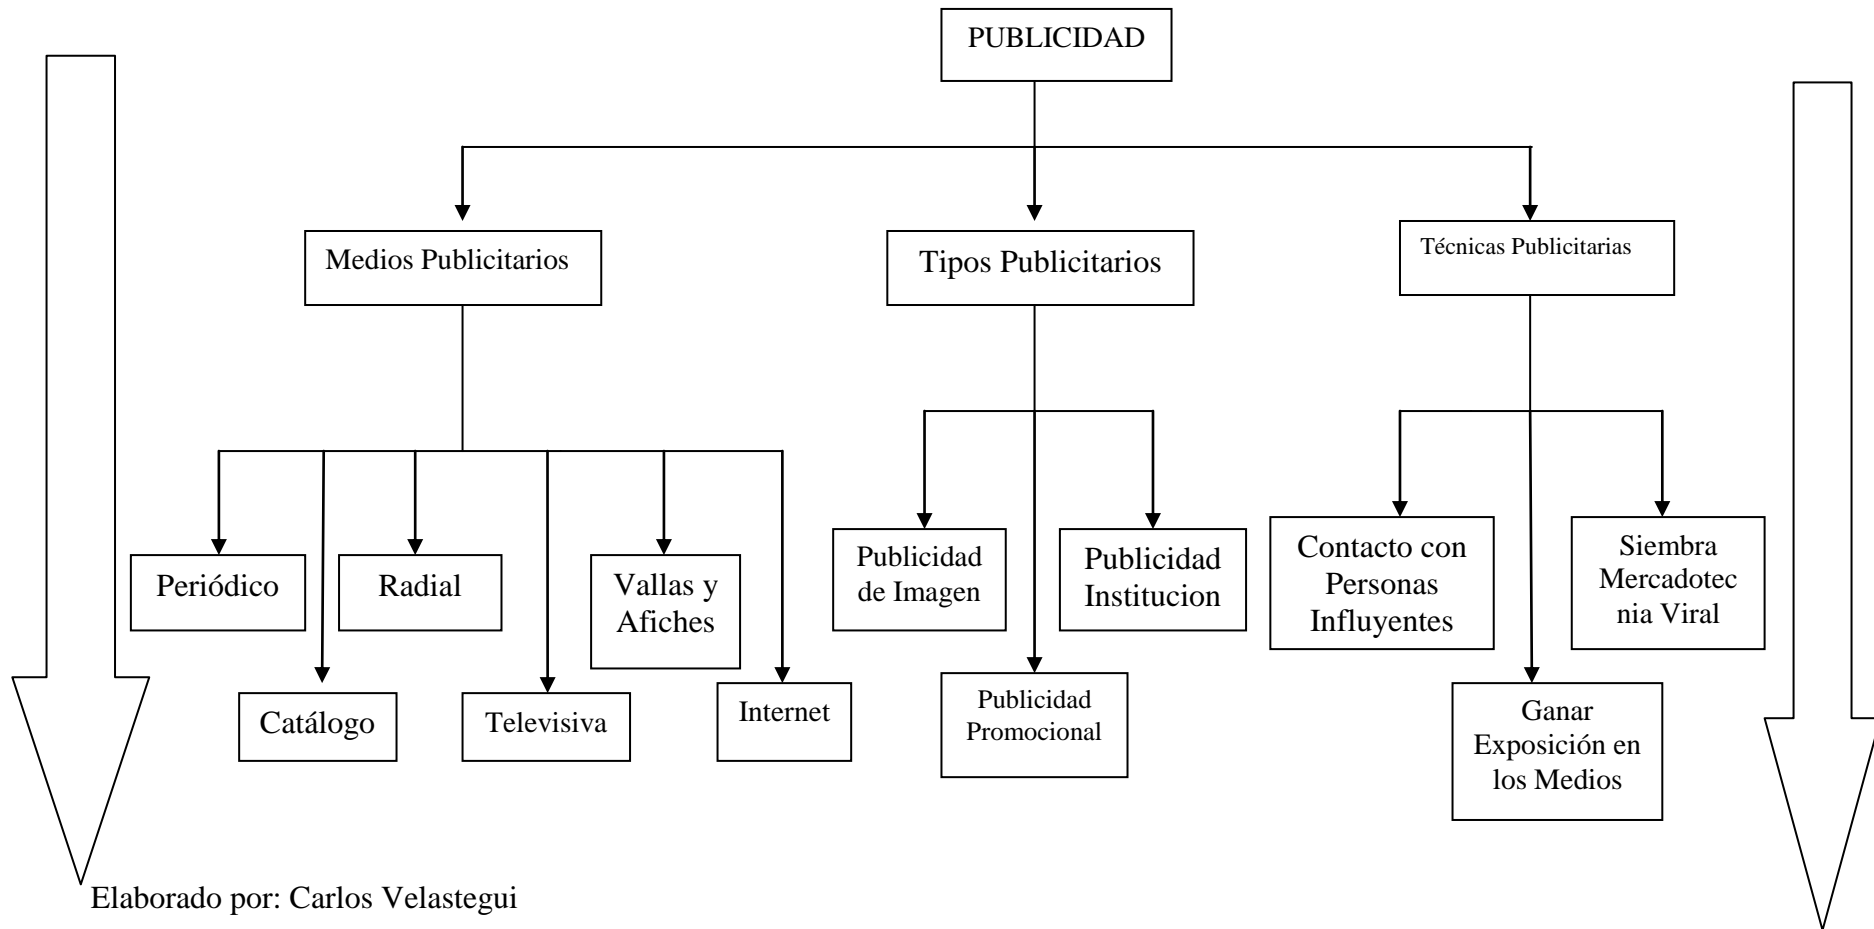 PUBLICIDAD
Medios Publicitarios
Tipos Publicitarios
Técnicas Publicitarias
Periódico
Radial
Vallas y
Afiches
Catálogo
Televisiva
Internet
Publicidad
de Imagen
Publicidad
Institucion
Publicidad
Promocional
Contacto con
Personas
Influyentes
Siembra
Mercadotec
nia Viral
Ganar
Exposición en
los Medios
Elaborado por: Carlos Velastegui